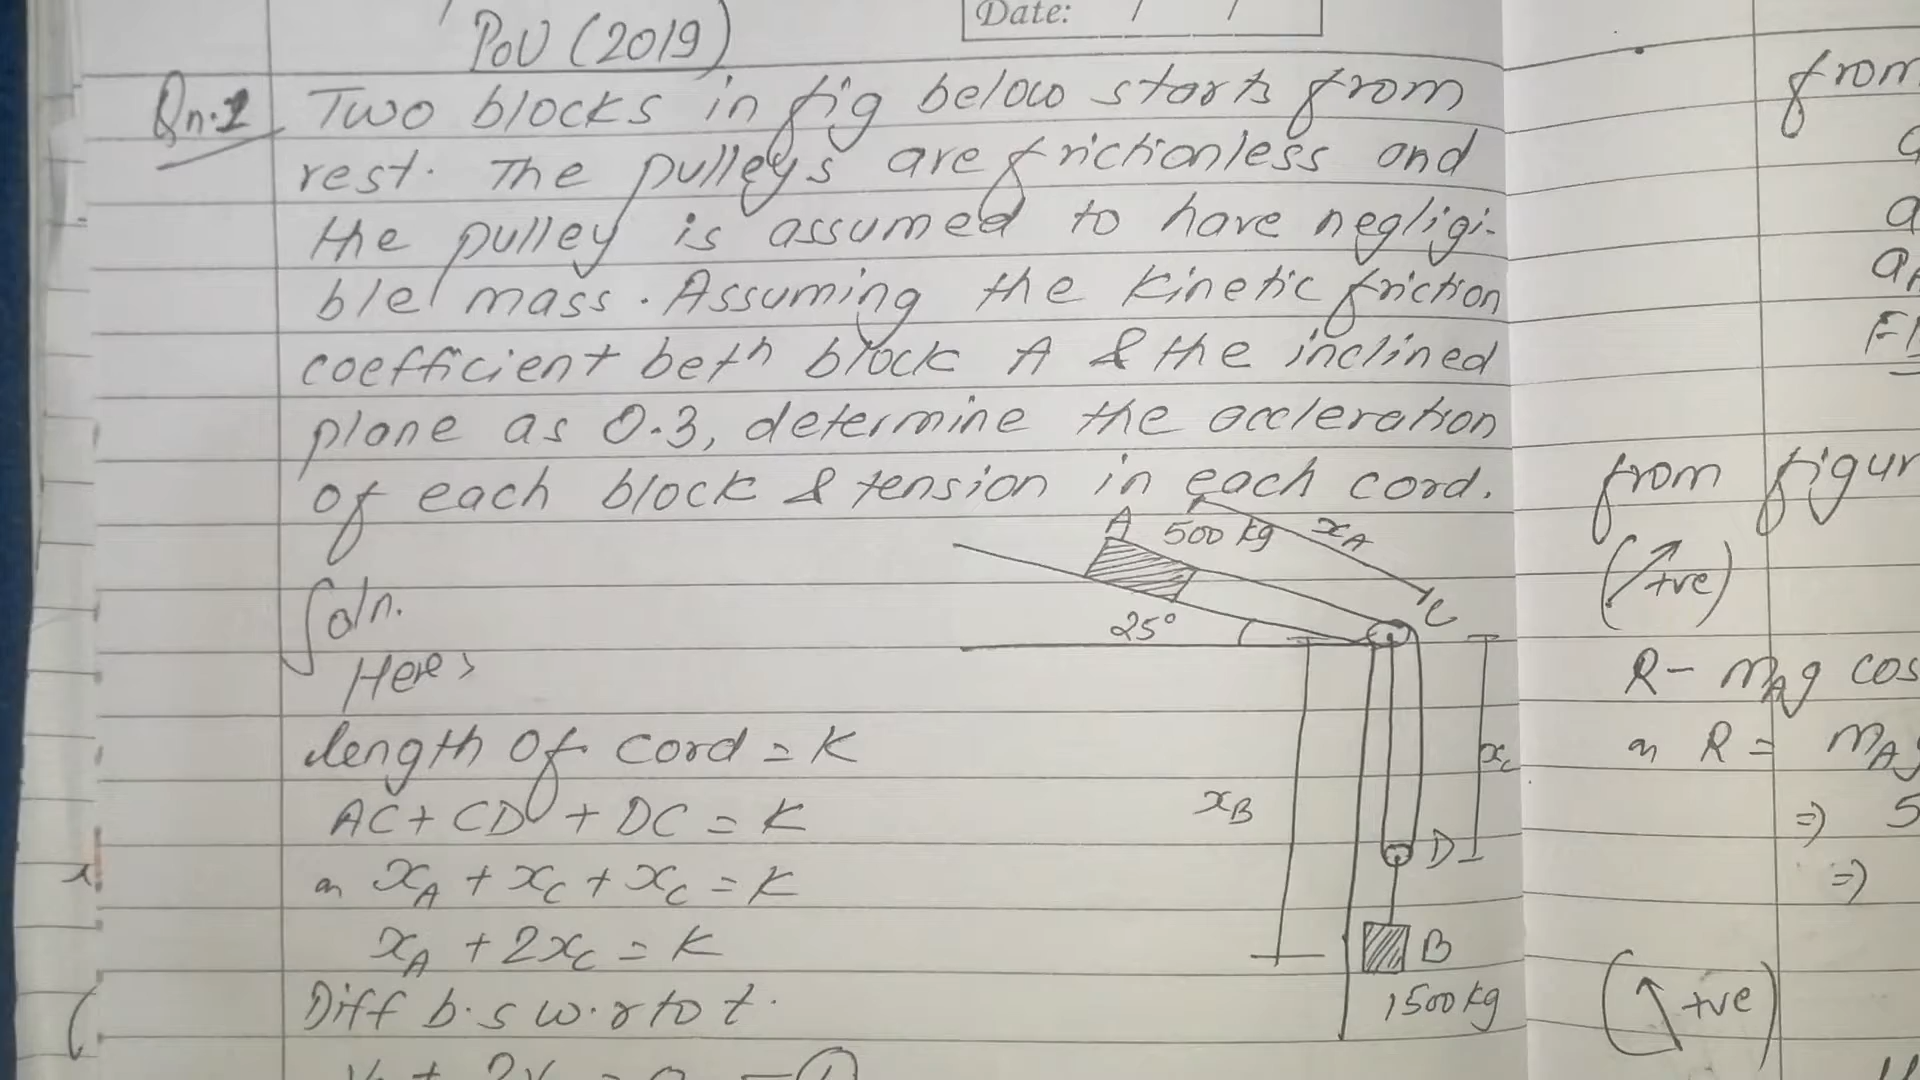 PoU (2019)
Date: / /
Qn.1 Two blocks in fig below starts from
rest. The pulleys are frictionless and
the pulley is assumed to have negligi-
ble mass. Assuming the kinetic friction
coefficient betn block A & the inclined
plane as 0.3, determine the accleration
of each block & tension in each cord.
A 500 kg xA
C
25°
Soln.
Here,
length of cord = K
AC + CD + DC = K
xA + xC + xC = K
xA + 2xC = K
Diff b.s w.r to t.
xB
xC
D
B
1500 kg
from
from figur
+ve
R - mAg cos
R = mAg
=> 5
=>
+ve